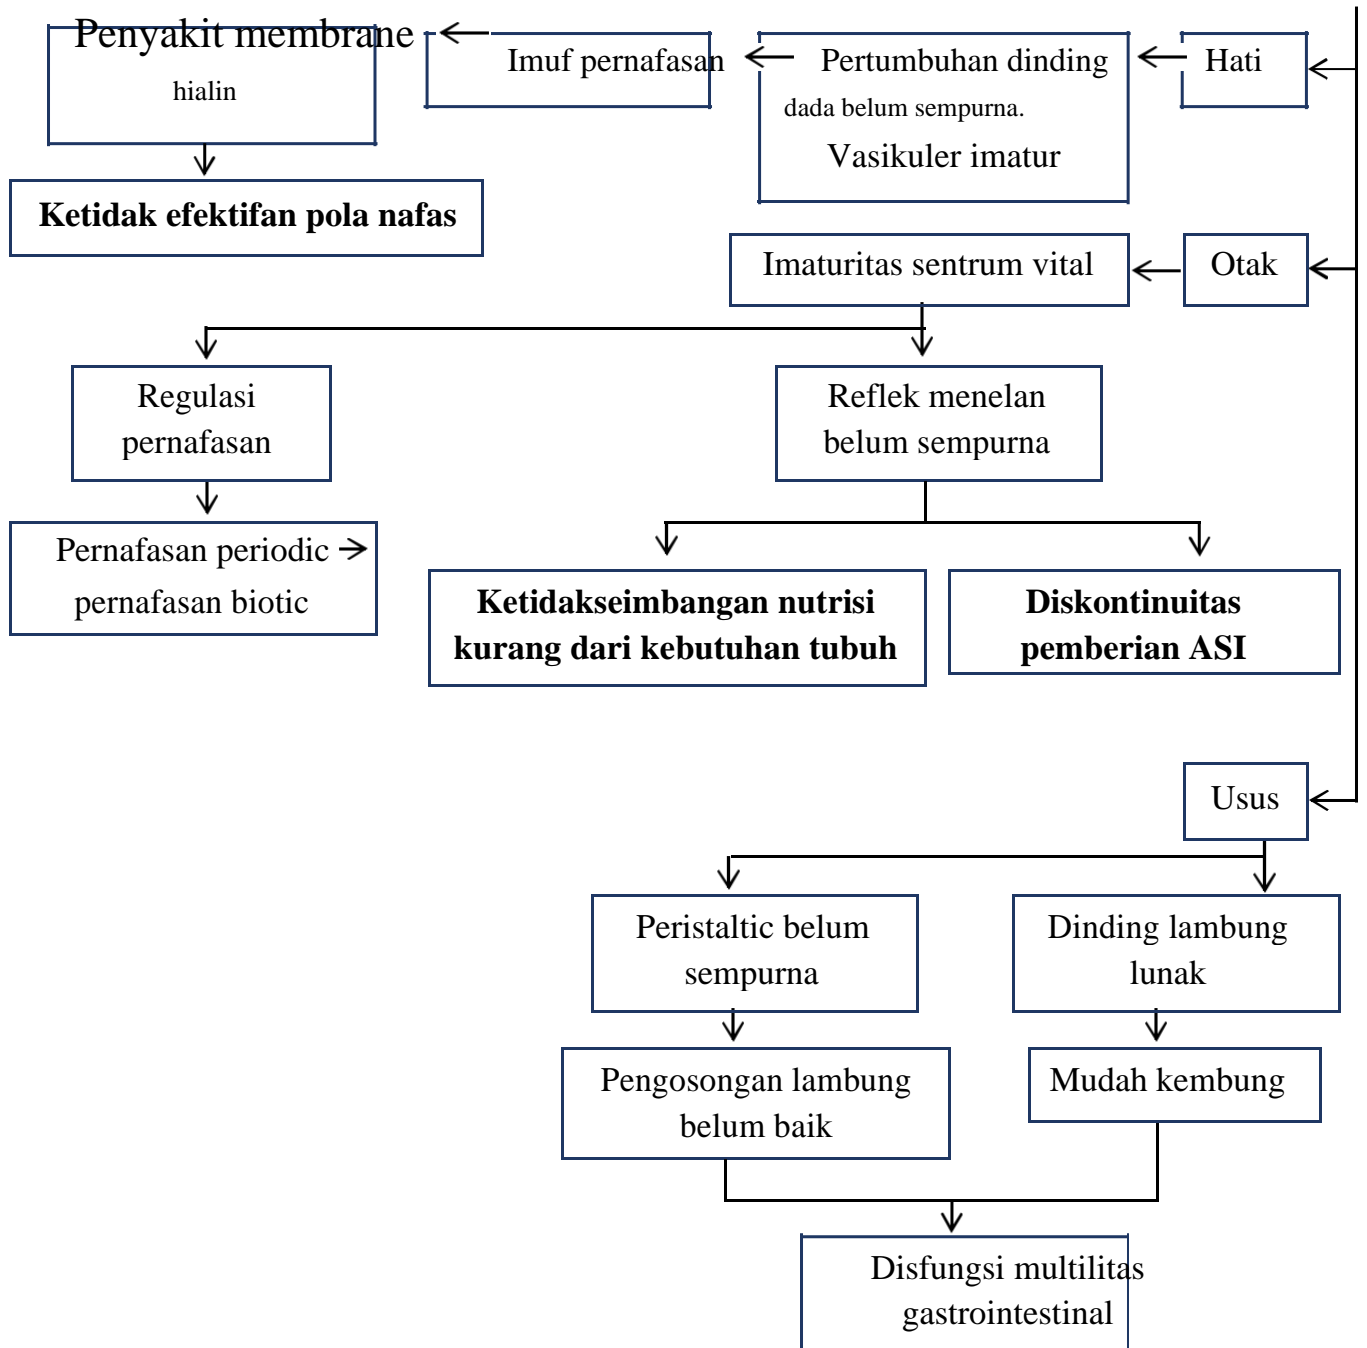 Penyakit membrane
hialin
Imuf pernafasan
Pertumbuhan dinding
dada belum sempurna.
Vasikuler imatur
Hati
Ketidak efektifan pola nafas
Imaturitas sentrum vital
Otak
Regulasi
pernafasan
Reflek menelan
belum sempurna
Pernafasan periodic →
pernafasan biotic
Ketidakseimbangan nutrisi
kurang dari kebutuhan tubuh
Diskontinuitas
pemberian ASI
Usus
Peristaltic belum
sempurna
Dinding lambung
lunak
Pengosongan lambung
belum baik
Mudah kembung
Disfungsi multilitas
gastrointestinal